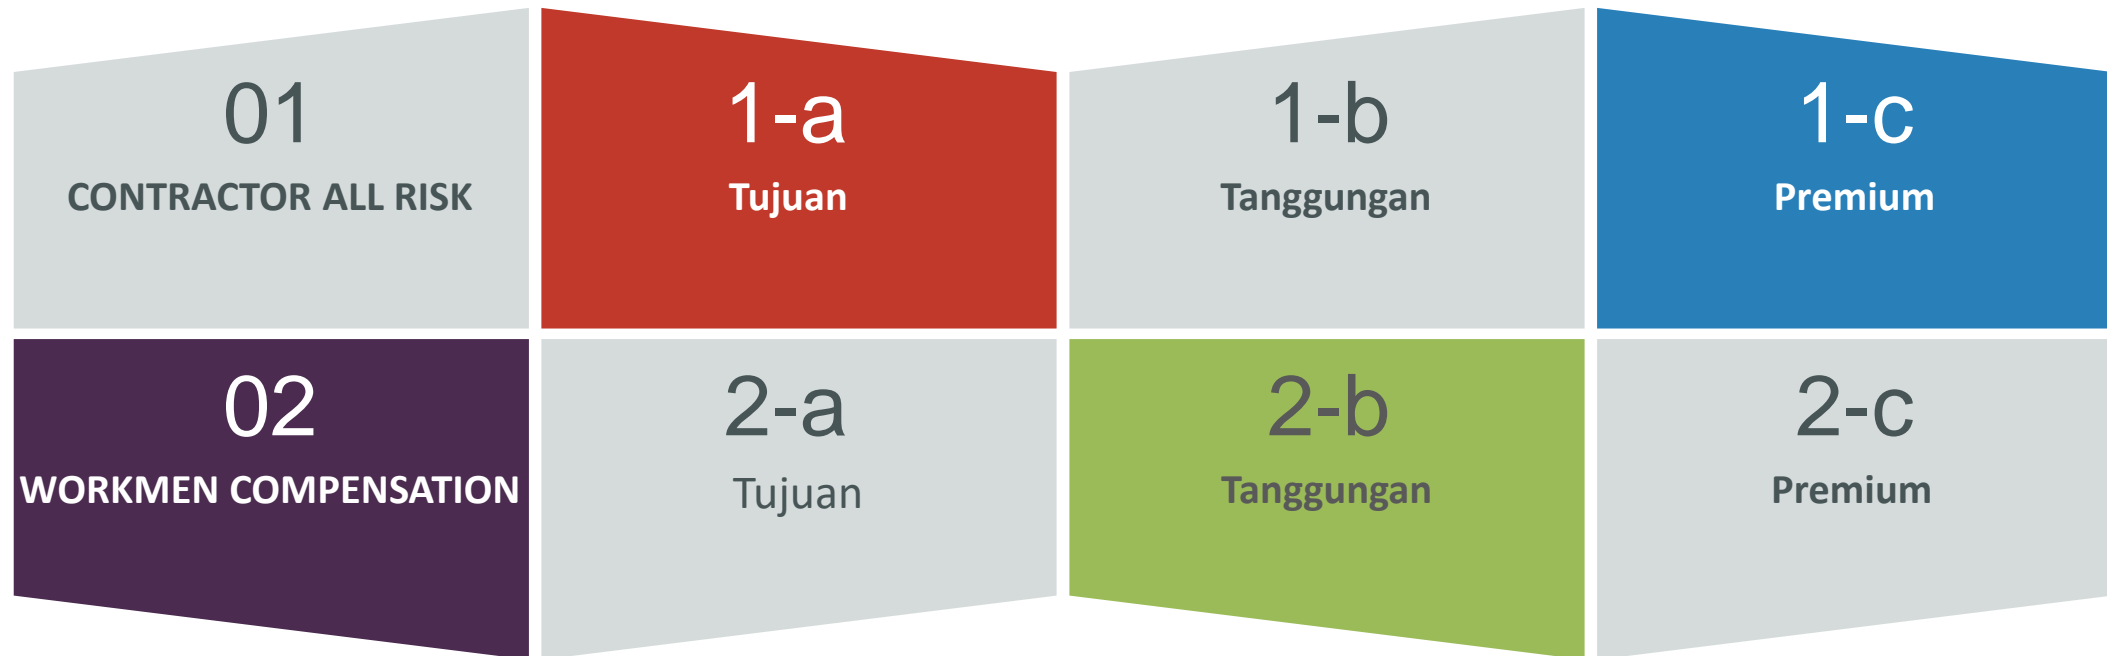 01
CONTRACTOR ALL RISK
1-a
Tujuan
1-b
Tanggungan
1-c
Premium
02
WORKMEN COMPENSATION
2-a
Tujuan
2-b
Tanggungan
2-c
Premium